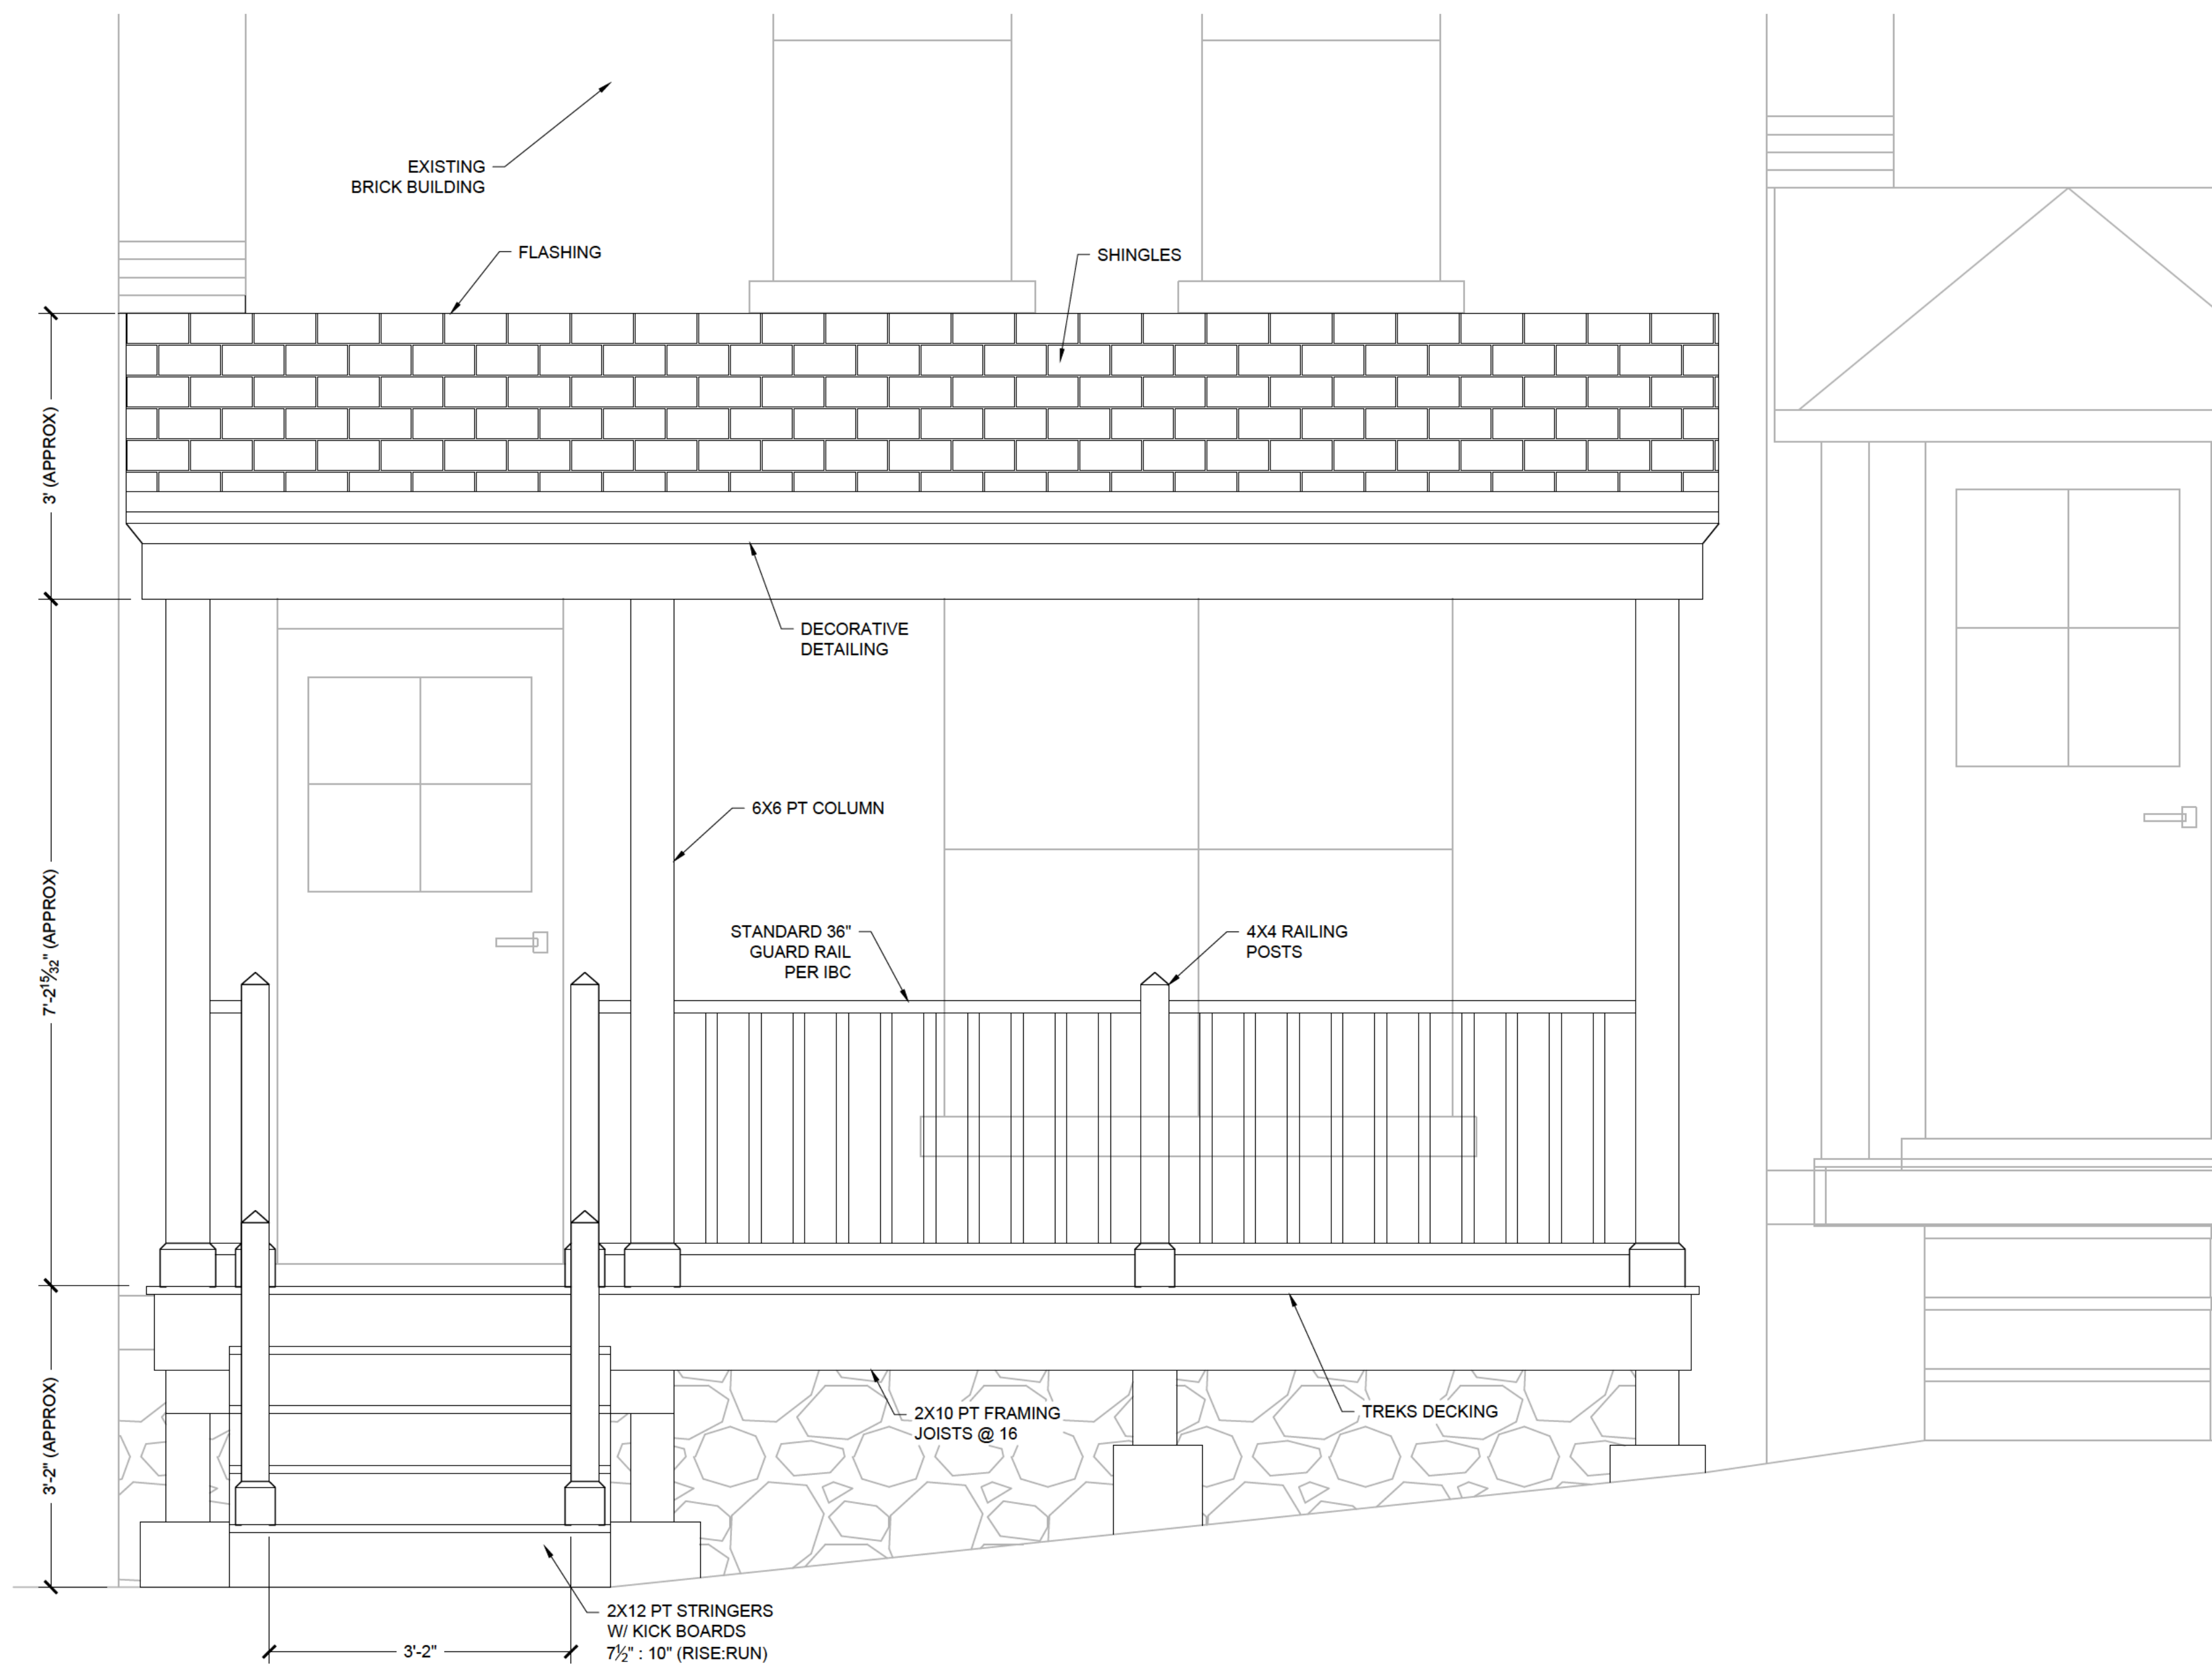 EXISTING
BRICK BUILDING
FLASHING
SHINGLES
3' (APPROX)
DECORATIVE
DETAILING
6X6 PT COLUMN
7'-2 15/32" (APPROX)
STANDARD 36"
GUARD RAIL
PER IBC
4X4 RAILING
POSTS
3'-2" (APPROX)
2X10 PT FRAMING
JOISTS @ 16
TREKS DECKING
2X12 PT STRINGERS
W/ KICK BOARDS
7½" : 10" (RISE:RUN)
3'-2"